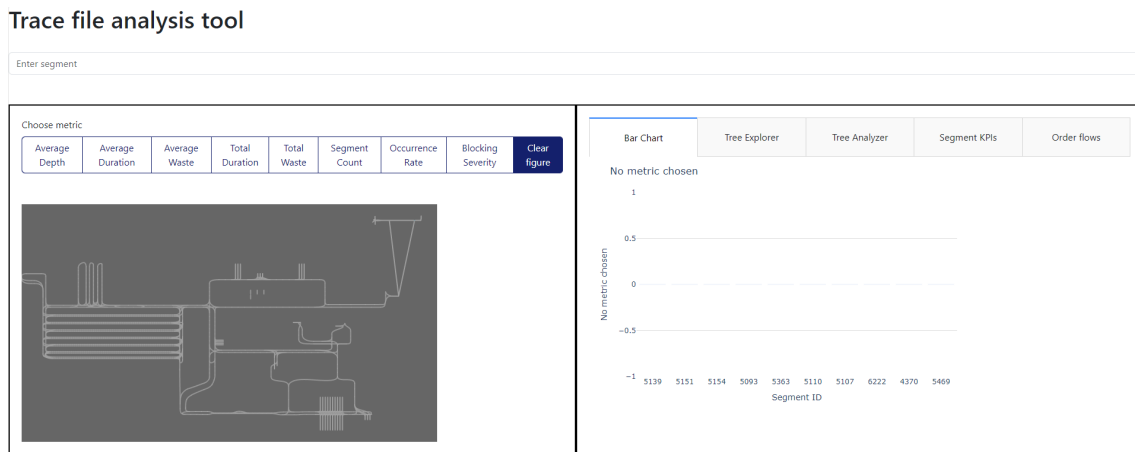 Trace file analysis tool
Enter segment
Choose metric
Average Depth
Average Duration
Average Waste
Total Duration
Total Waste
Segment Count
Occurrence Rate
Blocking Severity
Clear figure
Bar Chart
Tree Explorer
Tree Analyzer
Segment KPIs
Order flows
No metric chosen
1
0.5
0
−0.5
−1
No metric chosen
5139 5151 5154 5093 5363 5110 5107 6222 4370 5469
Segment ID